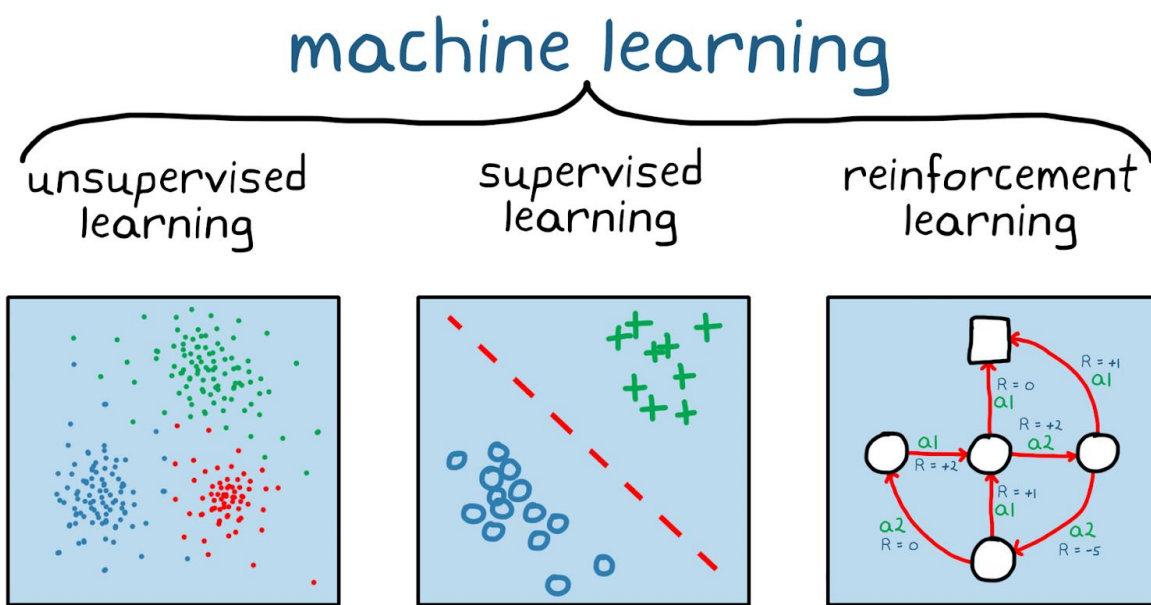 machine learning
unsupervised
learning
supervised
learning
reinforcement
learning
R = +1
a1
R = 0
a1
R = +2
a2
a1
R = +2
R = +1
a1
a2
R = 0
a2
R = -5